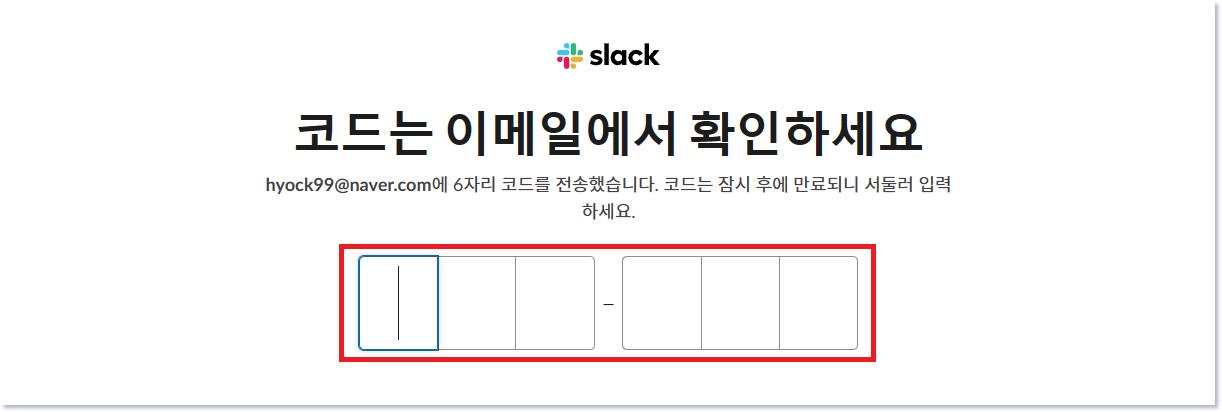 slack
코드는 이메일에서 확인하세요
hyock99@naver.com에 6자리 코드를 전송했습니다. 코드는 잠시 후에 만료되니 서둘러 입력
하세요.
–